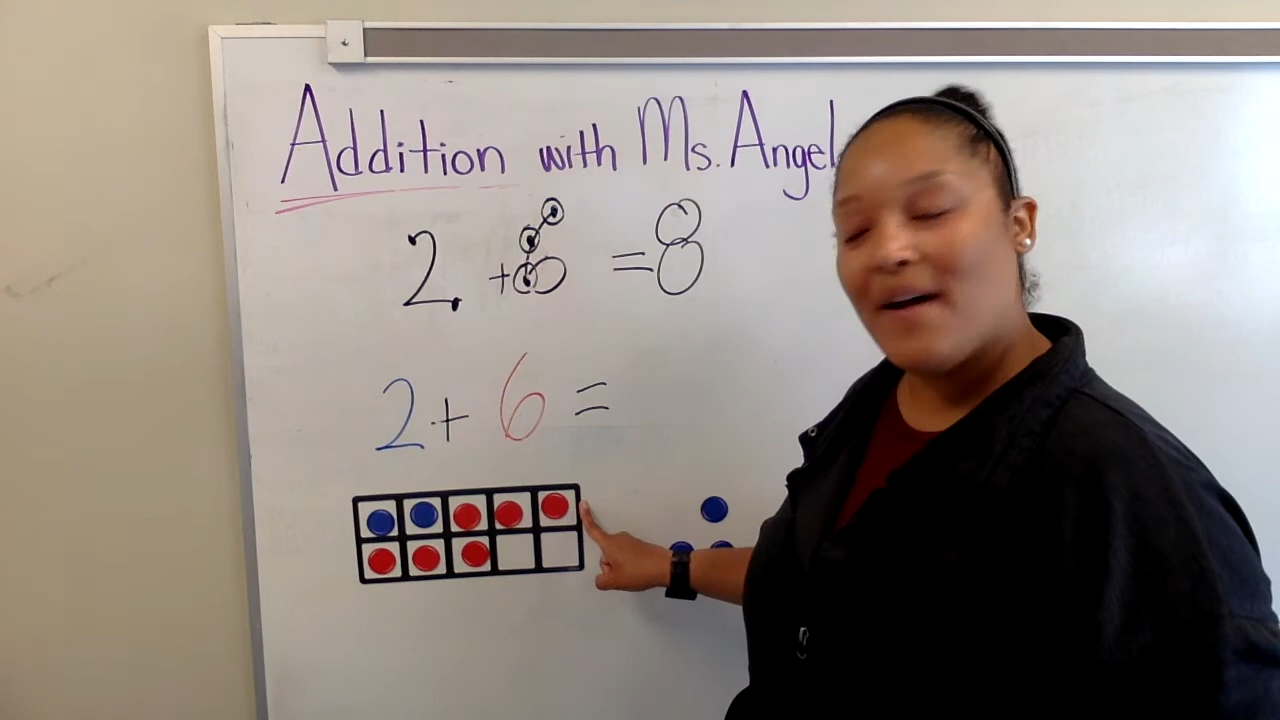 Addition with Ms. Angel
2 + 6 = 8
2 + 6 =